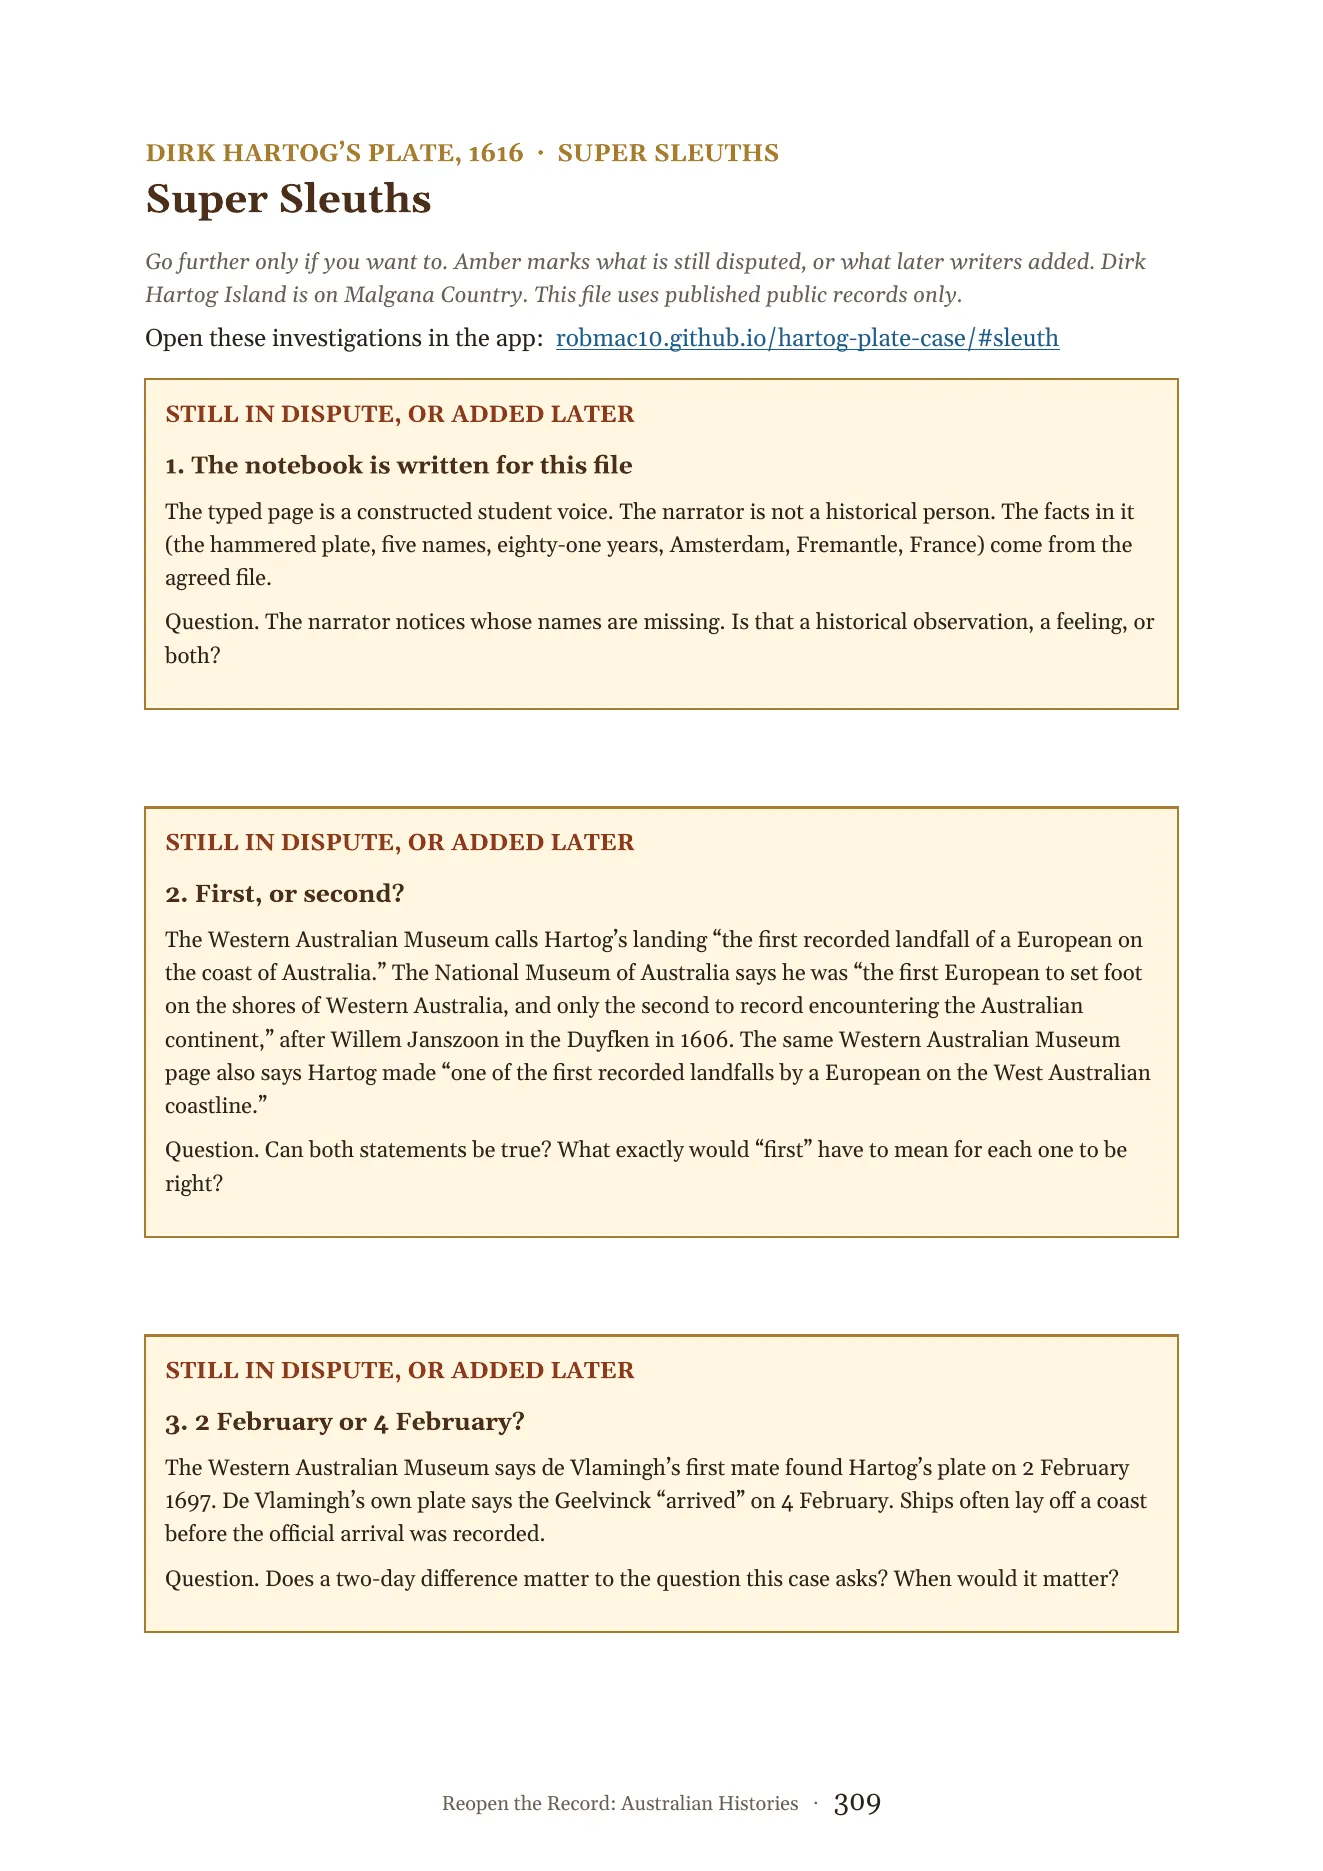 DIRK HARTOG’S PLATE, 1616 · SUPER SLEUTHS
Super Sleuths
Go further only if you want to. Amber marks what is still disputed, or what later writers added. Dirk
Hartog Island is on Malgana Country. This file uses published public records only.
Open these investigations in the app: robmac10.github.io/hartog-plate-case/#sleuth
STILL IN DISPUTE, OR ADDED LATER
1. The notebook is written for this file
The typed page is a constructed student voice. The narrator is not a historical person. The facts in it
(the hammered plate, five names, eighty-one years, Amsterdam, Fremantle, France) come from the
agreed file.
Question. The narrator notices whose names are missing. Is that a historical observation, a feeling, or
both?
STILL IN DISPUTE, OR ADDED LATER
2. First, or second?
The Western Australian Museum calls Hartog’s landing “the first recorded landfall of a European on
the coast of Australia.” The National Museum of Australia says he was “the first European to set foot
on the shores of Western Australia, and only the second to record encountering the Australian
continent,” after Willem Janszoon in the Duyfken in 1606. The same Western Australian Museum
page also says Hartog made “one of the first recorded landfalls by a European on the West Australian
coastline.”
Question. Can both statements be true? What exactly would “first” have to mean for each one to be
right?
STILL IN DISPUTE, OR ADDED LATER
3. 2 February or 4 February?
The Western Australian Museum says de Vlamingh’s first mate found Hartog’s plate on 2 February
1697. De Vlamingh’s own plate says the Geelvinck “arrived” on 4 February. Ships often lay off a coast
before the official arrival was recorded.
Question. Does a two-day difference matter to the question this case asks? When would it matter?
Reopen the Record: Australian Histories · 309